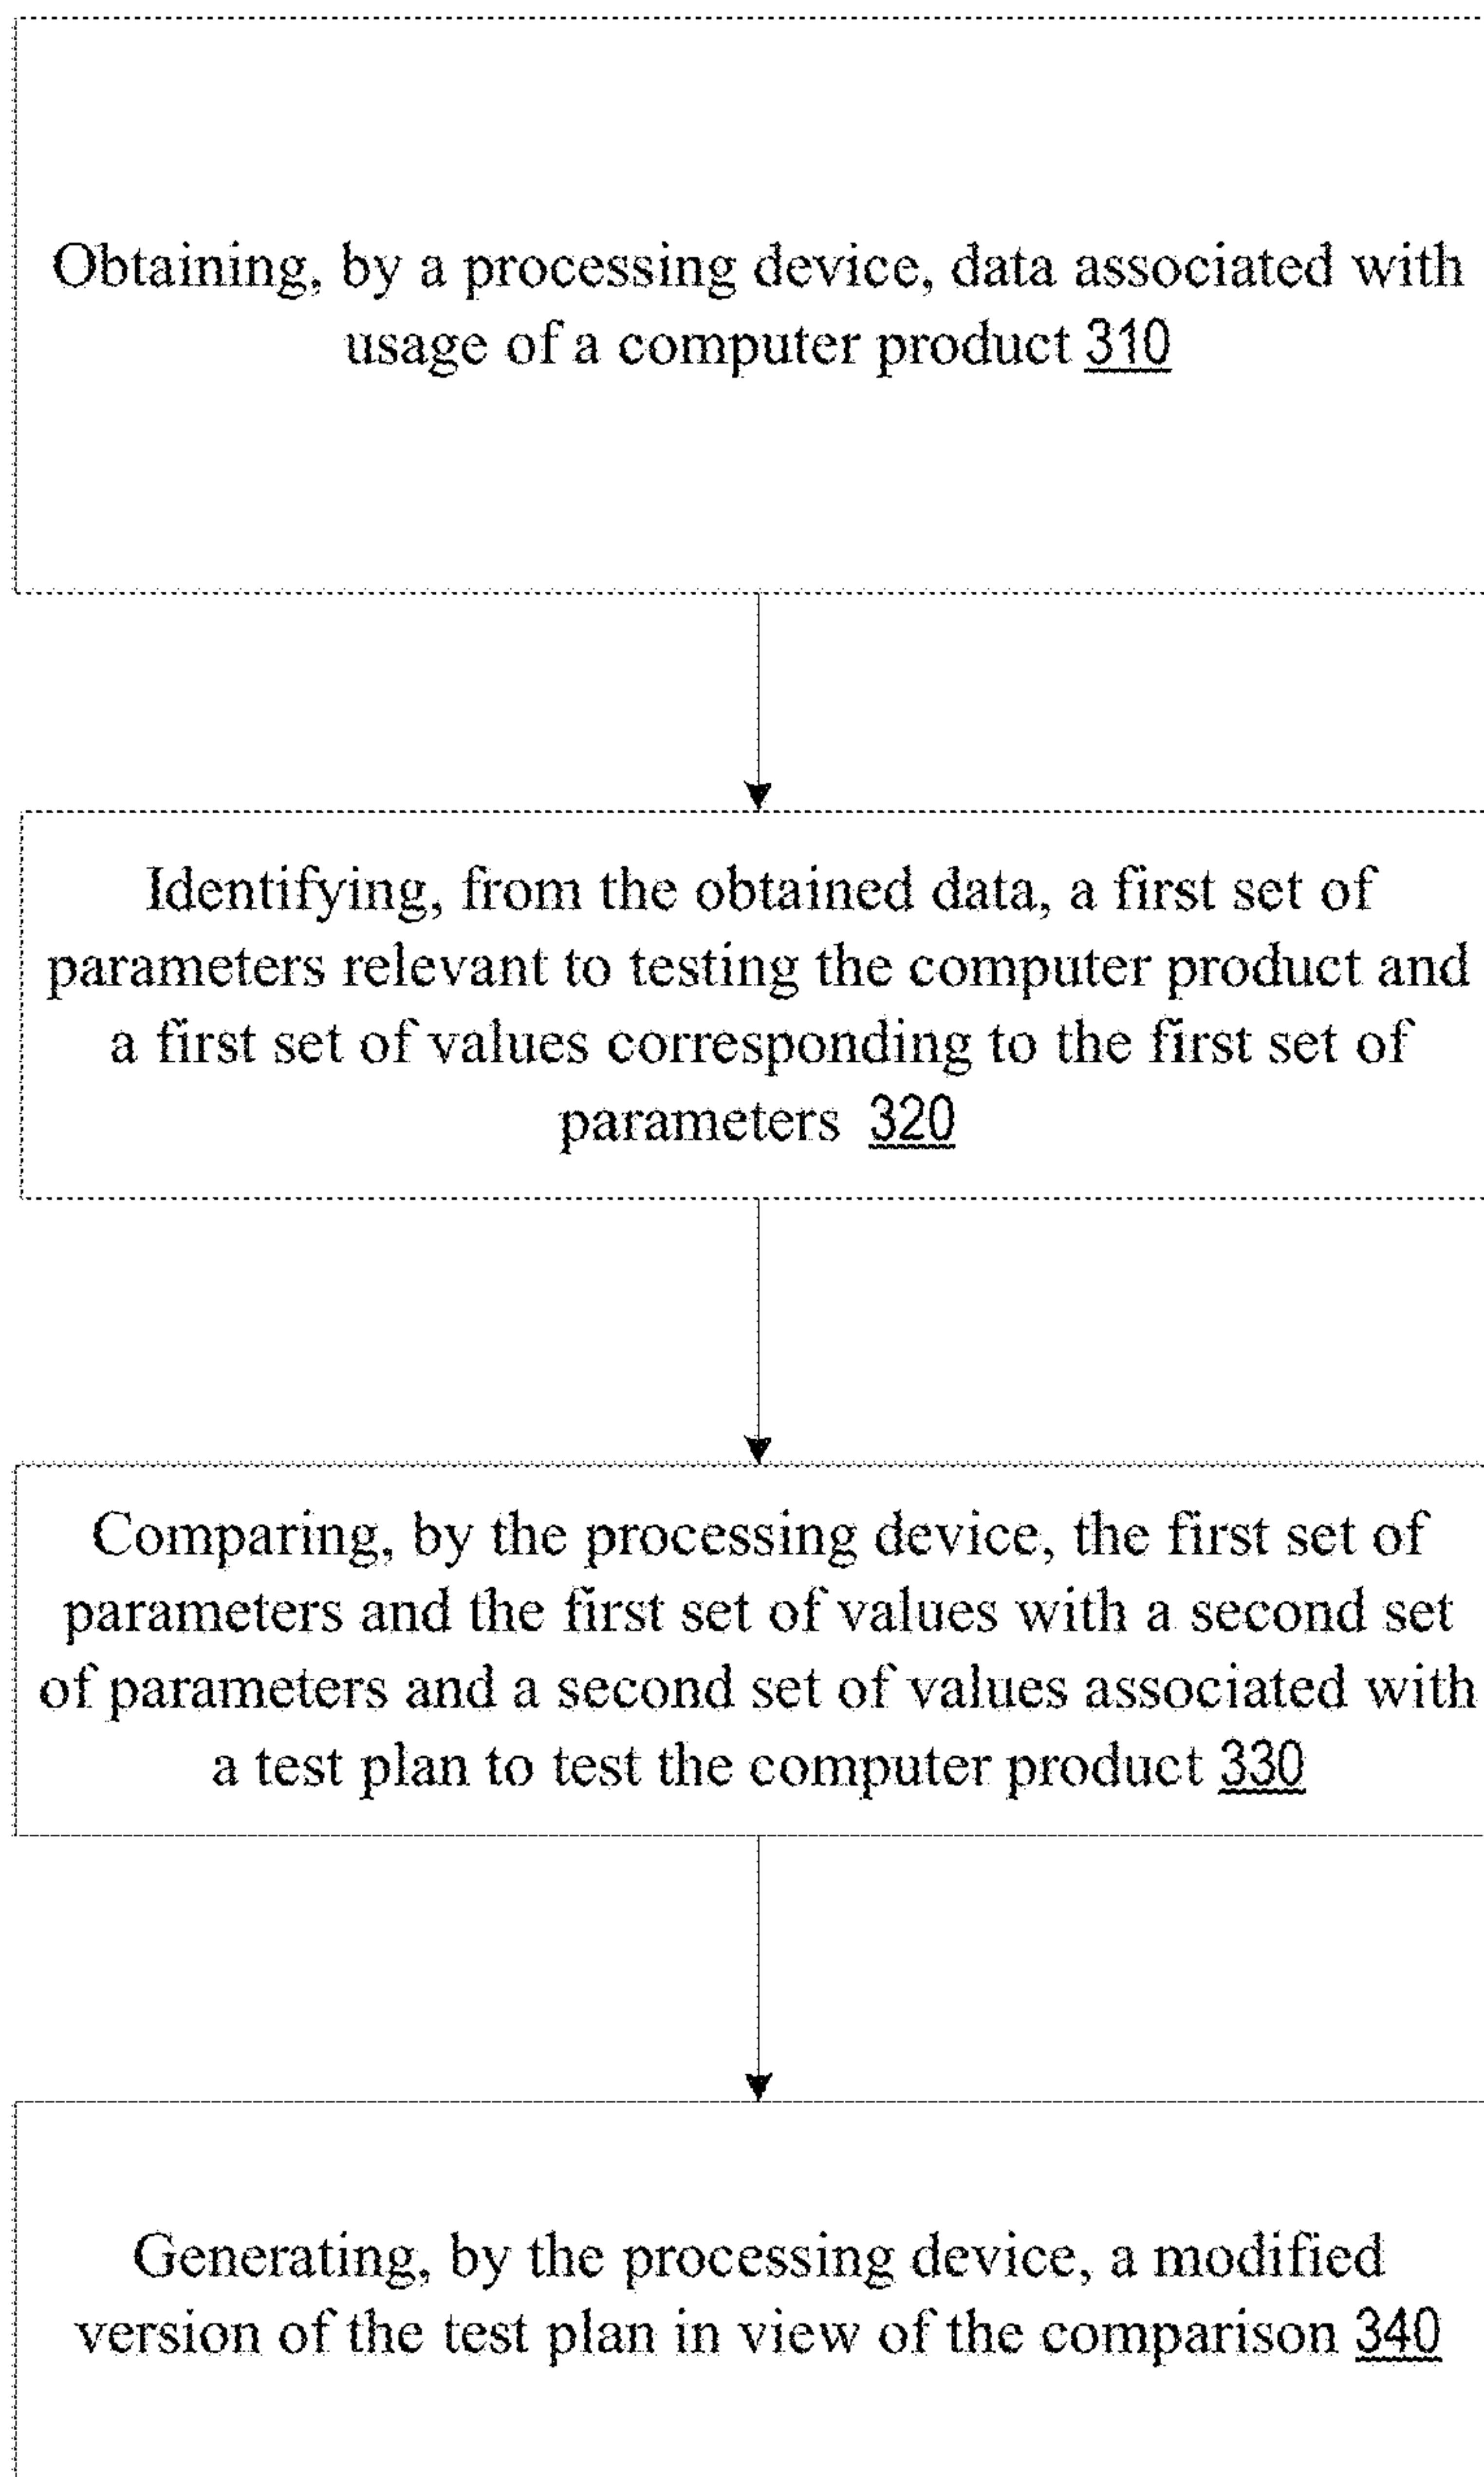 Obtaining, by a processing device, data associated with
usage of a computer product 310
Identifying, from the obtained data, a first set of
parameters relevant to testing the computer product and
a first set of values corresponding to the first set of
parameters 320
Comparing, by the processing device, the first set of
parameters and the first set of values with a second set
of parameters and a second set of values associated with
a test plan to test the computer product 330
Generating, by the processing device, a modified
version of the test plan in view of the comparison 340